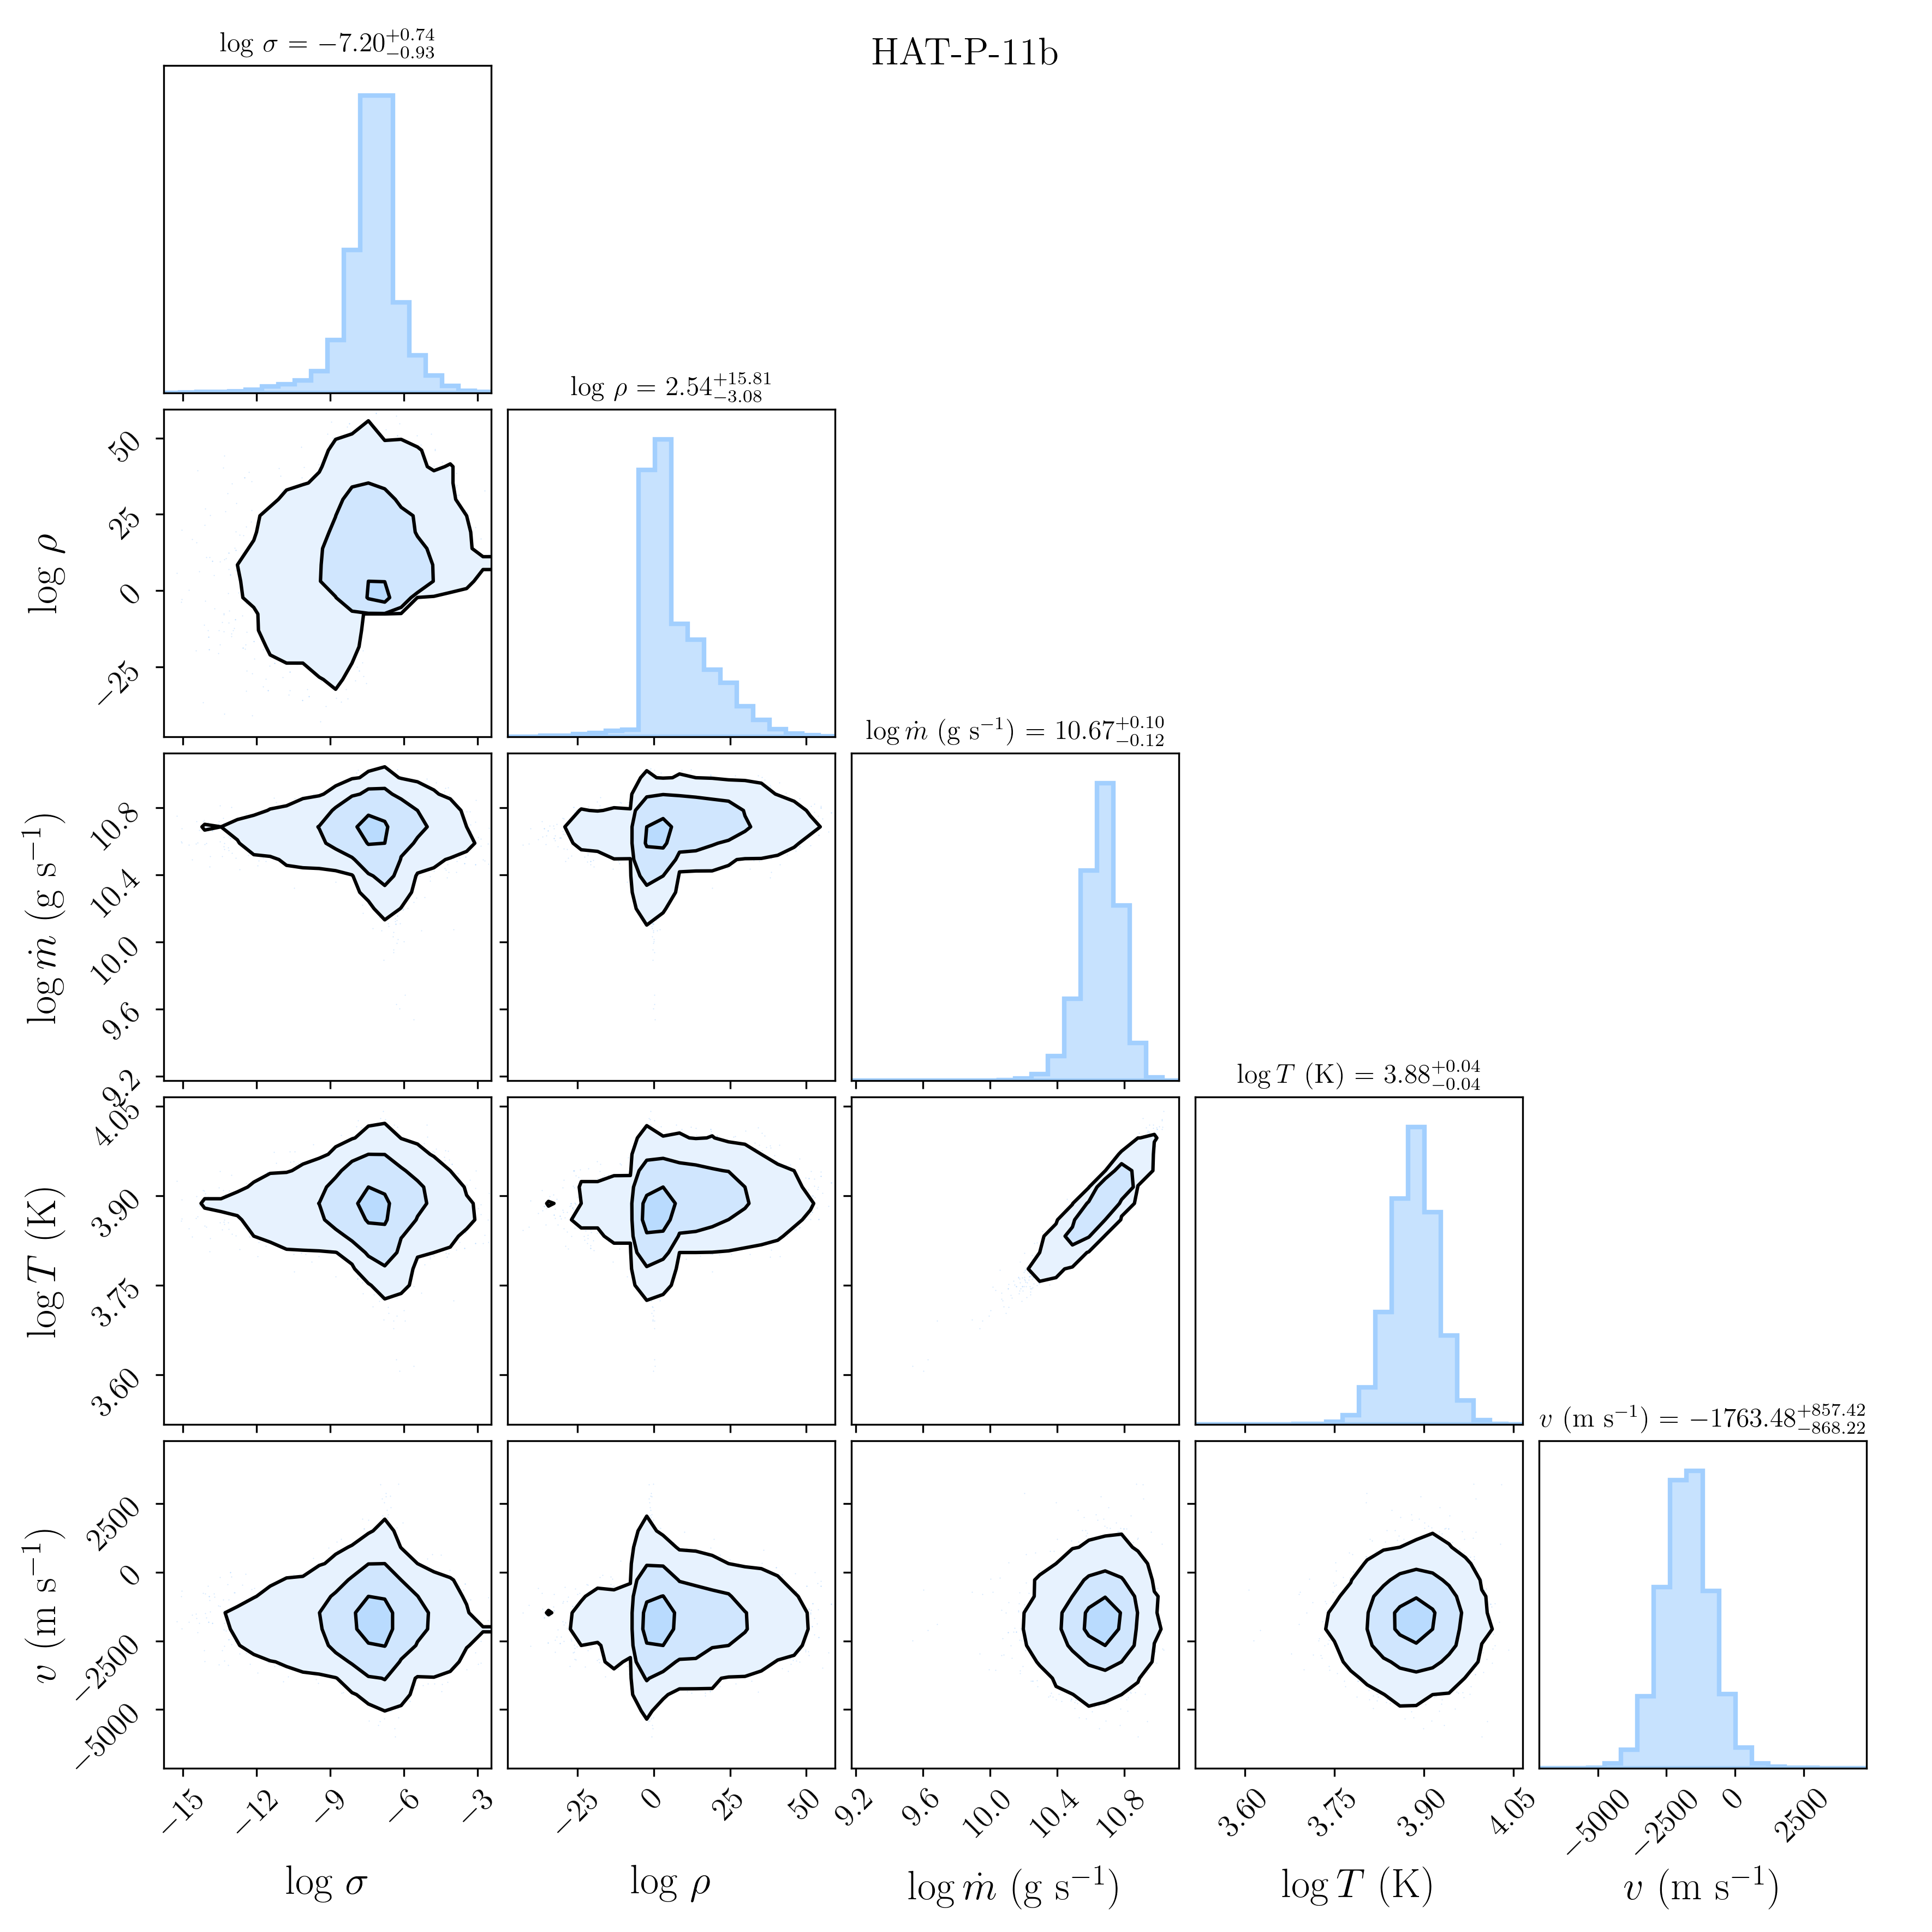 HAT-P-11b
log σ = −7.20 +0.74 −0.93
log ρ = 2.54 +15.81 −3.08
log ṁ (g s⁻¹) = 10.67 +0.10 −0.12
log T (K) = 3.88 +0.04 −0.04
v (m s⁻¹) = −1763.48 +857.42 −868.22
log ρ
50
25
0
−25
log ṁ (g s⁻¹)
10.8
10.4
10.0
9.6
9.2
log T (K)
4.05
3.90
3.75
3.60
v (m s⁻¹)
2500
0
−2500
−5000
−15 −12 −9 −6 −3
−25 0 25 50
9.2 9.6 10.0 10.4 10.8
3.60 3.75 3.90 4.05
−5000 −2500 0 2500
log σ
log ρ
log ṁ (g s⁻¹)
log T (K)
v (m s⁻¹)